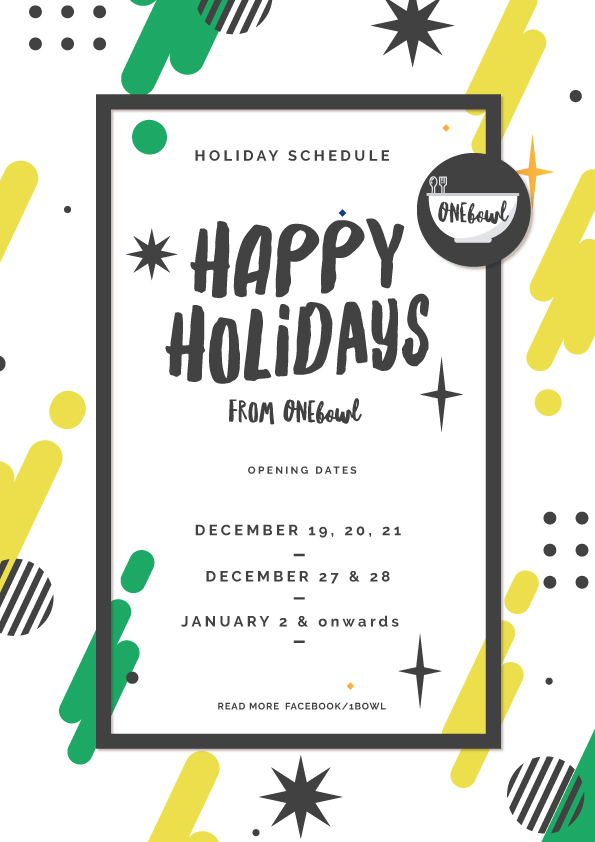 HOLIDAY SCHEDULE
ONEbowl
HAPPY
HOLiDAYS
FROM ONEbowl
OPENING DATES
DECEMBER 19, 20, 21
DECEMBER 27 & 28
JANUARY 2 & onwards
READ MORE FACEBOOK/1BOWL